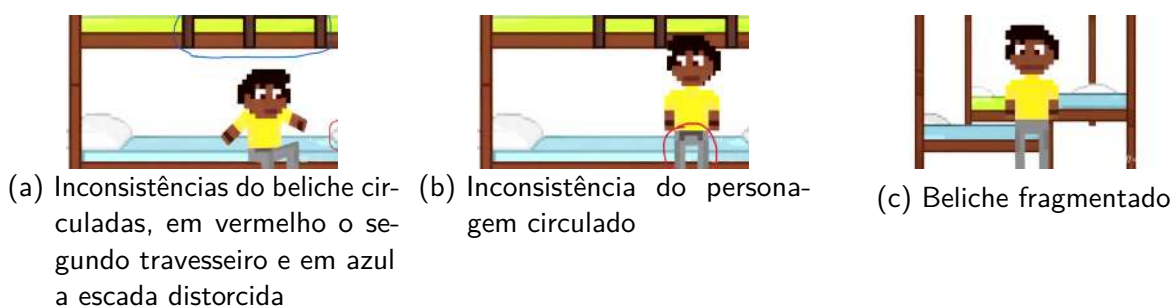 (a) Inconsistências do beliche cir-
culadas, em vermelho o se-
gundo travesseiro e em azul
a escada distorcida
(b) Inconsistência do persona-
gem circulado
(c) Beliche fragmentado